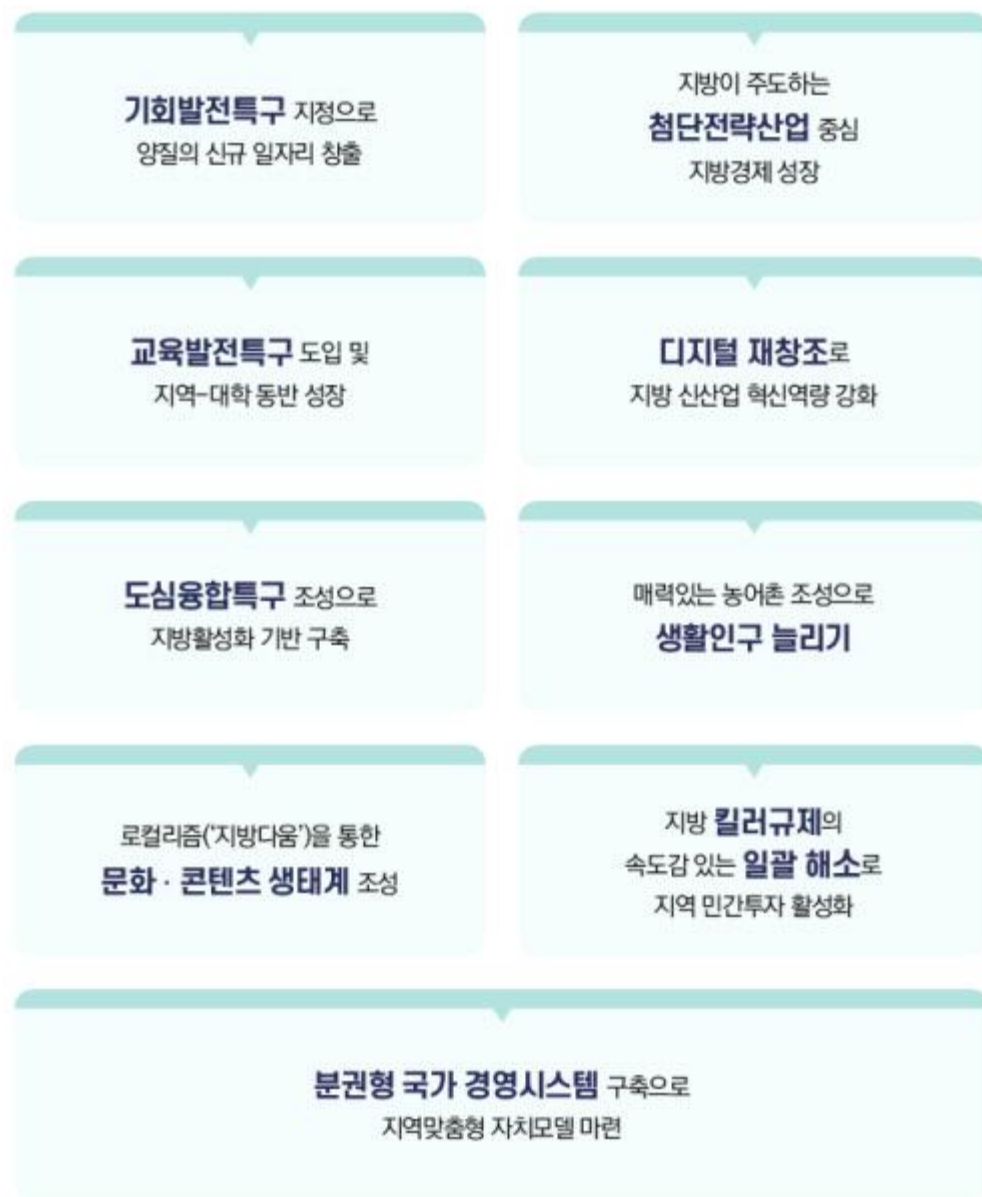 기회발전특구 지정으로
양질의 신규 일자리 창출
지방이 주도하는
첨단전략산업 중심
지방경제 성장
교육발전특구 도입 및
지역-대학 동반 성장
디지털 재창조로
지방 신산업 혁신역량 강화
도심융합특구 조성으로
지방활성화 기반 구축
매력있는 농어촌 조성으로
생활인구 늘리기
로컬리즘('지방다움')을 통한
문화 · 콘텐츠 생태계 조성
지방 킬러규제의
속도감 있는 일괄 해소로
지역 민간투자 활성화
분권형 국가 경영시스템 구축으로
지역맞춤형 자치모델 마련